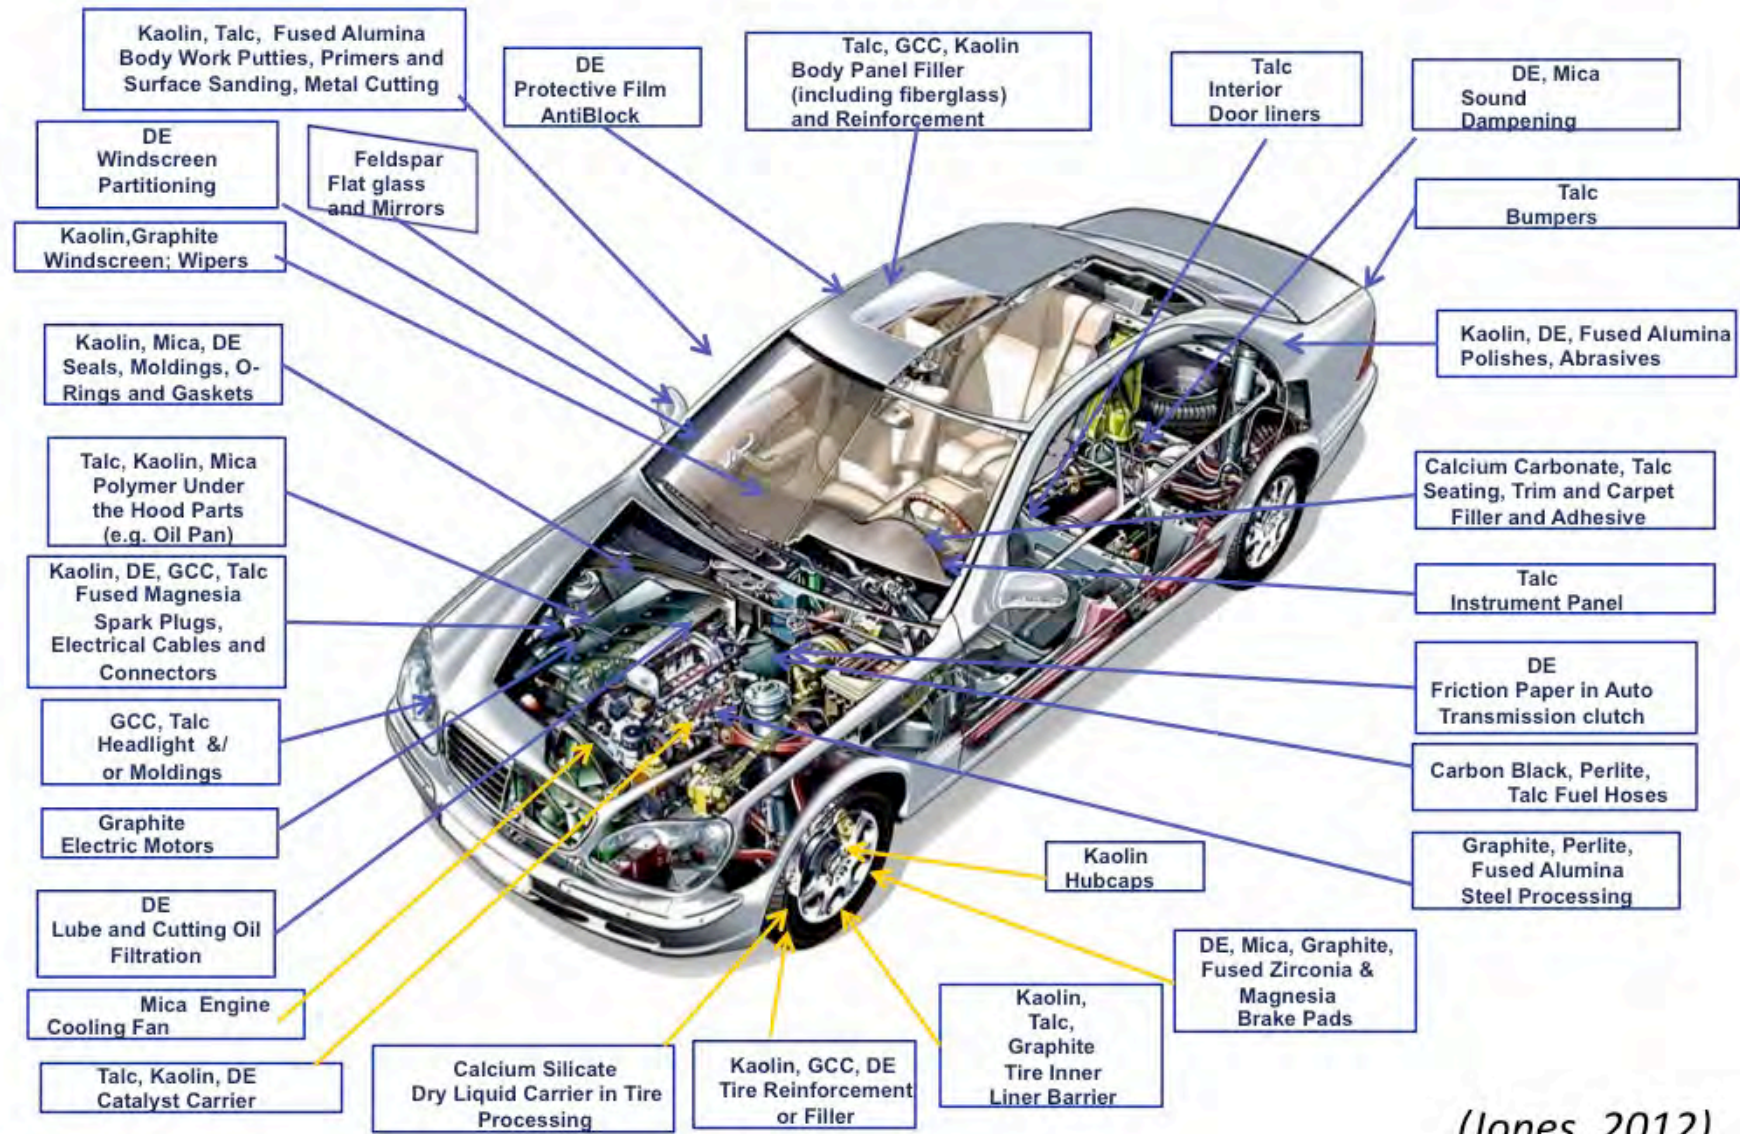 Kaolin, Talc, Fused Alumina
Body Work Putties, Primers and
Surface Sanding, Metal Cutting
DE
Protective Film
AntiBlock
Talc, GCC, Kaolin
Body Panel Filler
(including fiberglass)
and Reinforcement
Talc
Interior
Door liners
DE, Mica
Sound
Dampening
DE
Windscreen
Partitioning
Feldspar
Flat glass
and Mirrors
Talc
Bumpers
Kaolin,Graphite
Windscreen; Wipers
Kaolin, DE, Fused Alumina
Polishes, Abrasives
Kaolin, Mica, DE
Seals, Moldings, O-
Rings and Gaskets
Talc, Kaolin, Mica
Polymer Under
the Hood Parts
(e.g. Oil Pan)
Calcium Carbonate, Talc
Seating, Trim and Carpet
Filler and Adhesive
Kaolin, DE, GCC, Talc
Fused Magnesia
Spark Plugs,
Electrical Cables and
Connectors
Talc
Instrument Panel
DE
Friction Paper in Auto
Transmission clutch
GCC, Talc
Headlight &/
or Moldings
Carbon Black, Perlite,
Talc Fuel Hoses
Graphite
Electric Motors
Graphite, Perlite,
Fused Alumina
Steel Processing
Kaolin
Hubcaps
DE
Lube and Cutting Oil
Filtration
DE, Mica, Graphite,
Fused Zirconia &
Magnesia
Brake Pads
Mica Engine
Cooling Fan
Kaolin,
Talc,
Graphite
Tire Inner
Liner Barrier
Talc, Kaolin, DE
Catalyst Carrier
Calcium Silicate
Dry Liquid Carrier in Tire
Processing
Kaolin, GCC, DE
Tire Reinforcement
or Filler
(Jones, 2012)